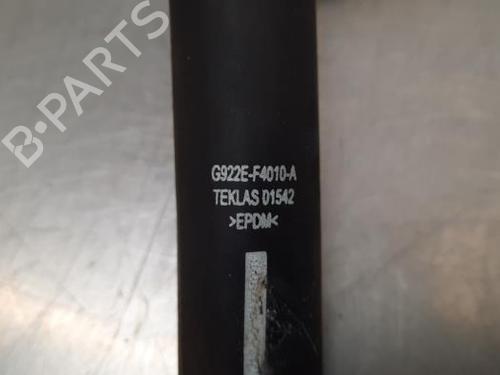 B-PARTS
G922E-F4010-A
TEKLAS 01542
>EPDM<